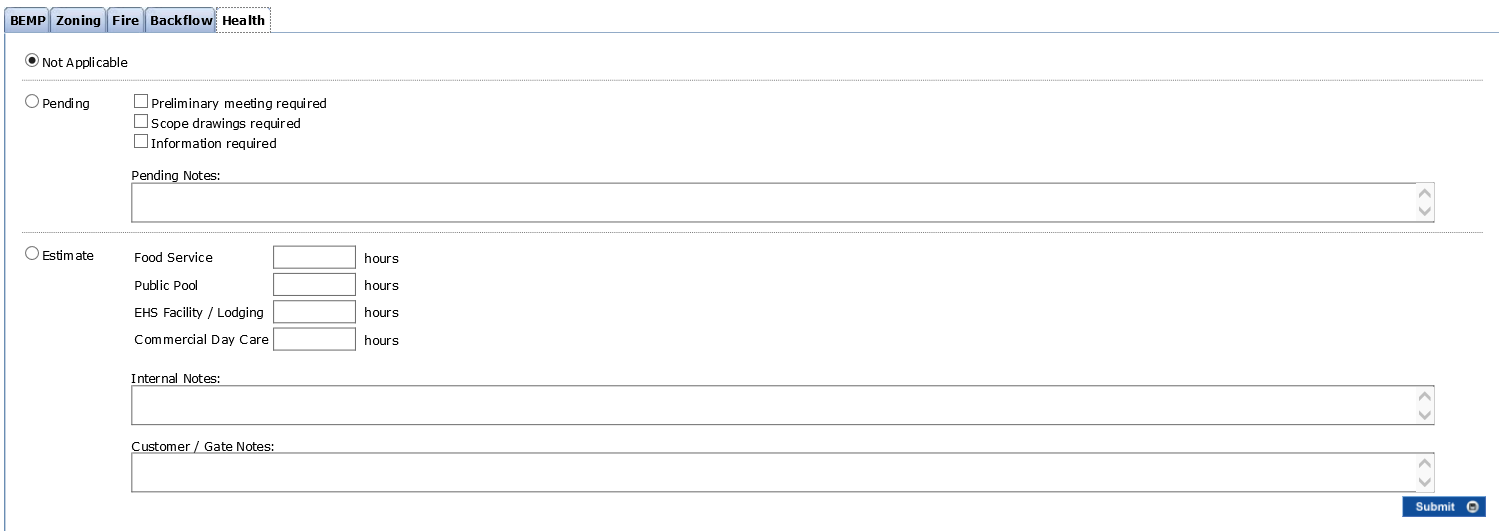 BEMP Zoning Fire Backflow Health
Not Applicable
Pending
Preliminary meeting required
Scope drawings required
Information required
Pending Notes:
Estimate
Food Service hours
Public Pool hours
EHS Facility / Lodging hours
Commercial Day Care hours
Internal Notes:
Customer / Gate Notes:
Submit